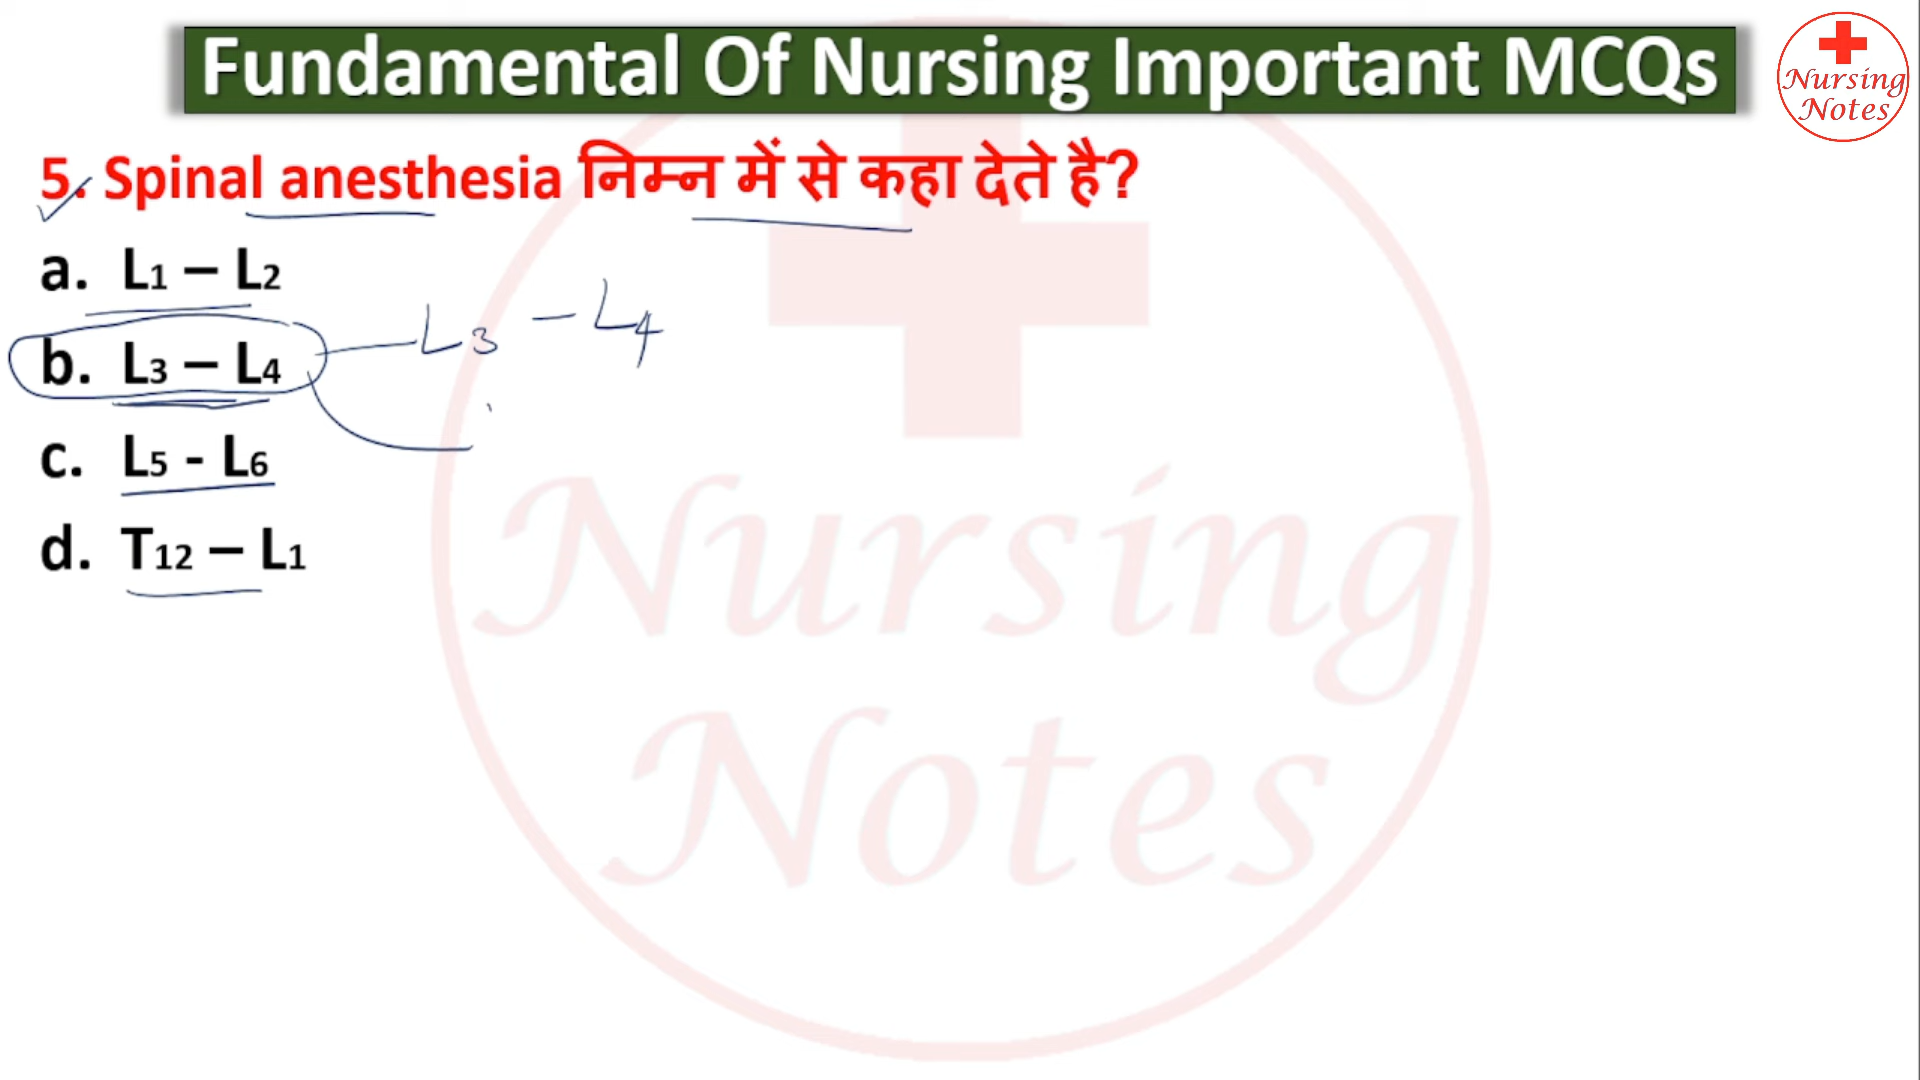 Fundamental Of Nursing Important MCQs
Nursing
Notes
5. Spinal anesthesia निम्न में से कहा देते है?
a. L1 – L2
b. L3 – L4
L3 – L4
c. L5 - L6
d. T12 – L1
Nursing
Notes